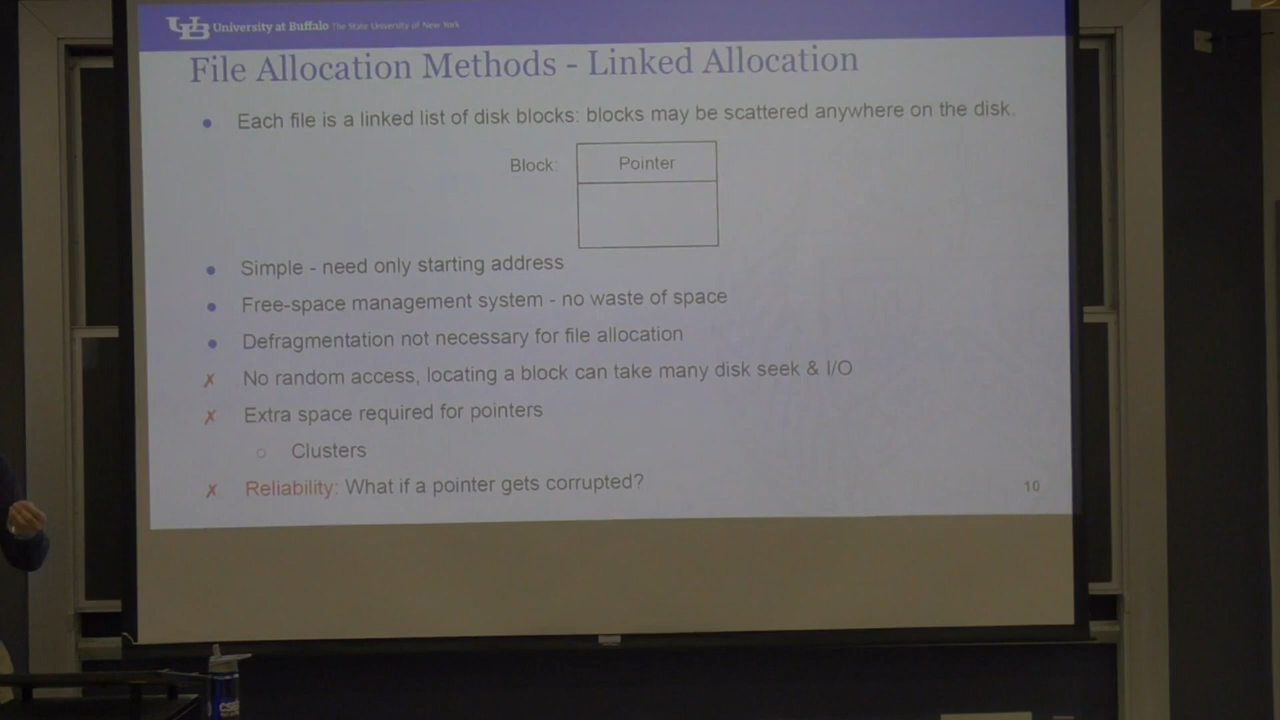 UB University at Buffalo The State University of New York
File Allocation Methods - Linked Allocation
● Each file is a linked list of disk blocks: blocks may be scattered anywhere on the disk.
Block: Pointer
● Simple - need only starting address
● Free-space management system - no waste of space
● Defragmentation not necessary for file allocation
✗ No random access, locating a block can take many disk seek & I/O
✗ Extra space required for pointers
○ Clusters
✗ Reliability: What if a pointer gets corrupted?
10